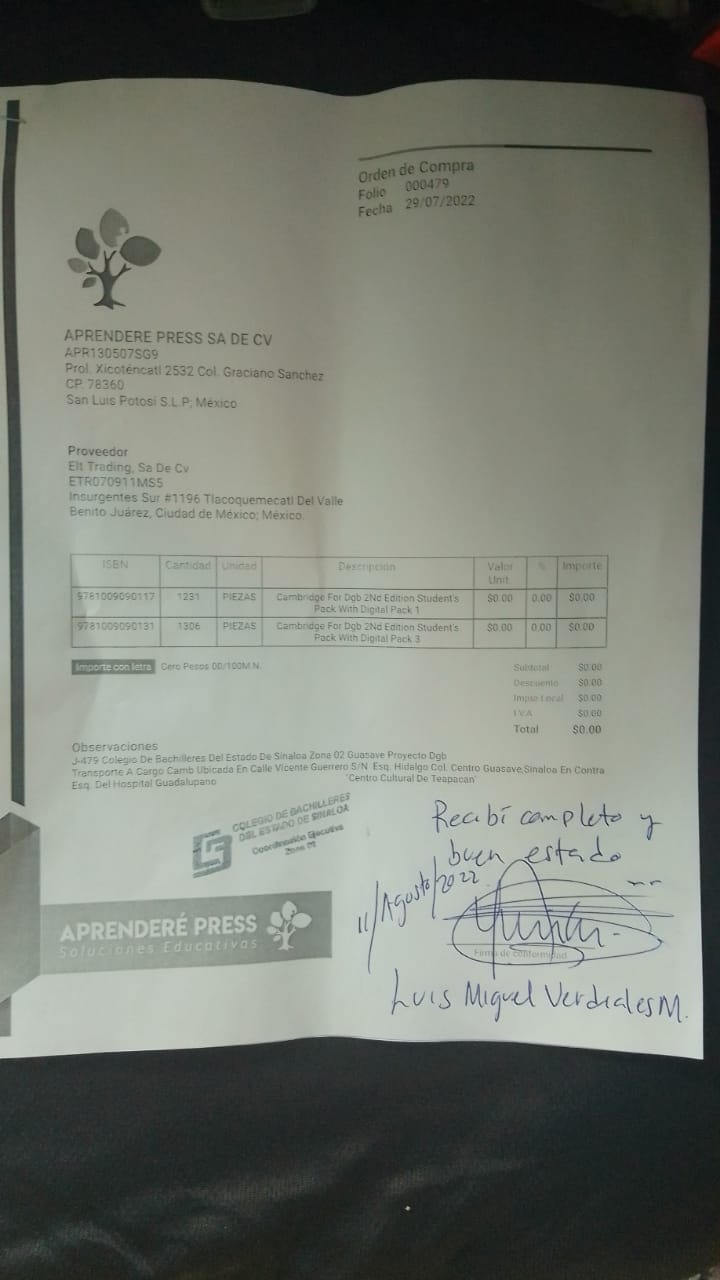 Orden de Compra
Folio 000479
Fecha 29/07/2022
APRENDERE PRESS SA DE CV
APR130507SG9
Prol. Xicoténcatl 2532 Col. Graciano Sanchez
CP 78360
San Luis Potosí S.L.P; México
Proveedor
Elt Trading, Sa De Cv
ETR070911MS5
Insurgentes Sur #1196 Tlacoquemecatl Del Valle
Benito Juárez, Ciudad de México; México.
ISBN Cantidad Unidad Descripción Valor Unit. % Importe
9781009090117 1231 PIEZAS Cambridge For Dgb 2Nd Edition Student's $0.00 0.00 $0.00
Pack With Digital Pack 1
9781009090131 1306 PIEZAS Cambridge For Dgb 2Nd Edition Student's $0.00 0.00 $0.00
Pack With Digital Pack 3
Importe con letra Cero Pesos 00/100M.N.
Subtotal $0.00
Descuento $0.00
Impto Local $0.00
I.V.A $0.00
Total $0.00
Observaciones
J-479 Colegio De Bachilleres Del Estado De Sinaloa Zona 02 Guasave Proyecto Dgb
Transporte A Cargo Camb Ubicada En Calle Vicente Guerrero S/N Esq. Hidalgo Col. Centro Guasave,Sinaloa En Contra
Esq. Del Hospital Guadalupano "Centro Cultural De Teapacan"
COLEGIO DE BACHILLERES
DEL ESTADO DE SINALOA
Coordinación Ejecutiva
Zona
Recibí completo y
buen estado
11/Agosto/2022
Firma de conformidad
Luis Miguel Verdiales M.
APRENDERÉ PRESS
Soluciones Educativas